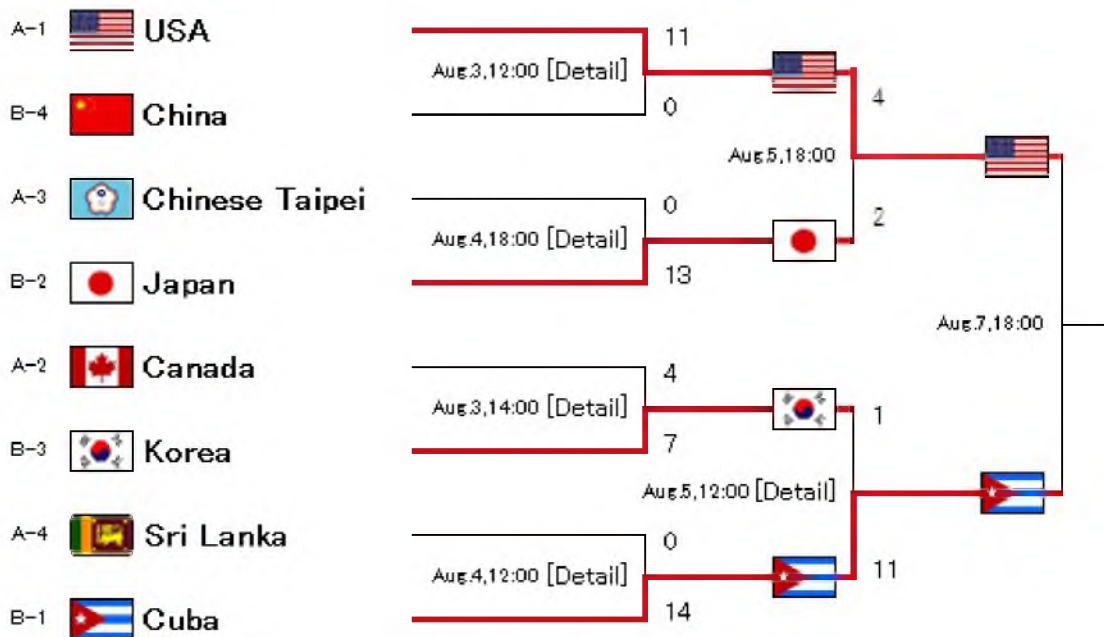 A-1 USA
11
Aug.3,12:00 [Detail]
4
B-4 China
0
Aug.5,18:00
A-3 Chinese Taipei
0
2
Aug.4,18:00 [Detail]
B-2 Japan
13
Aug.7,18:00
A-2 Canada
4
Aug.3,14:00 [Detail]
1
B-3 Korea
7
Aug.5,12:00 [Detail]
A-4 Sri Lanka
0
11
Aug.4,12:00 [Detail]
B-1 Cuba
14